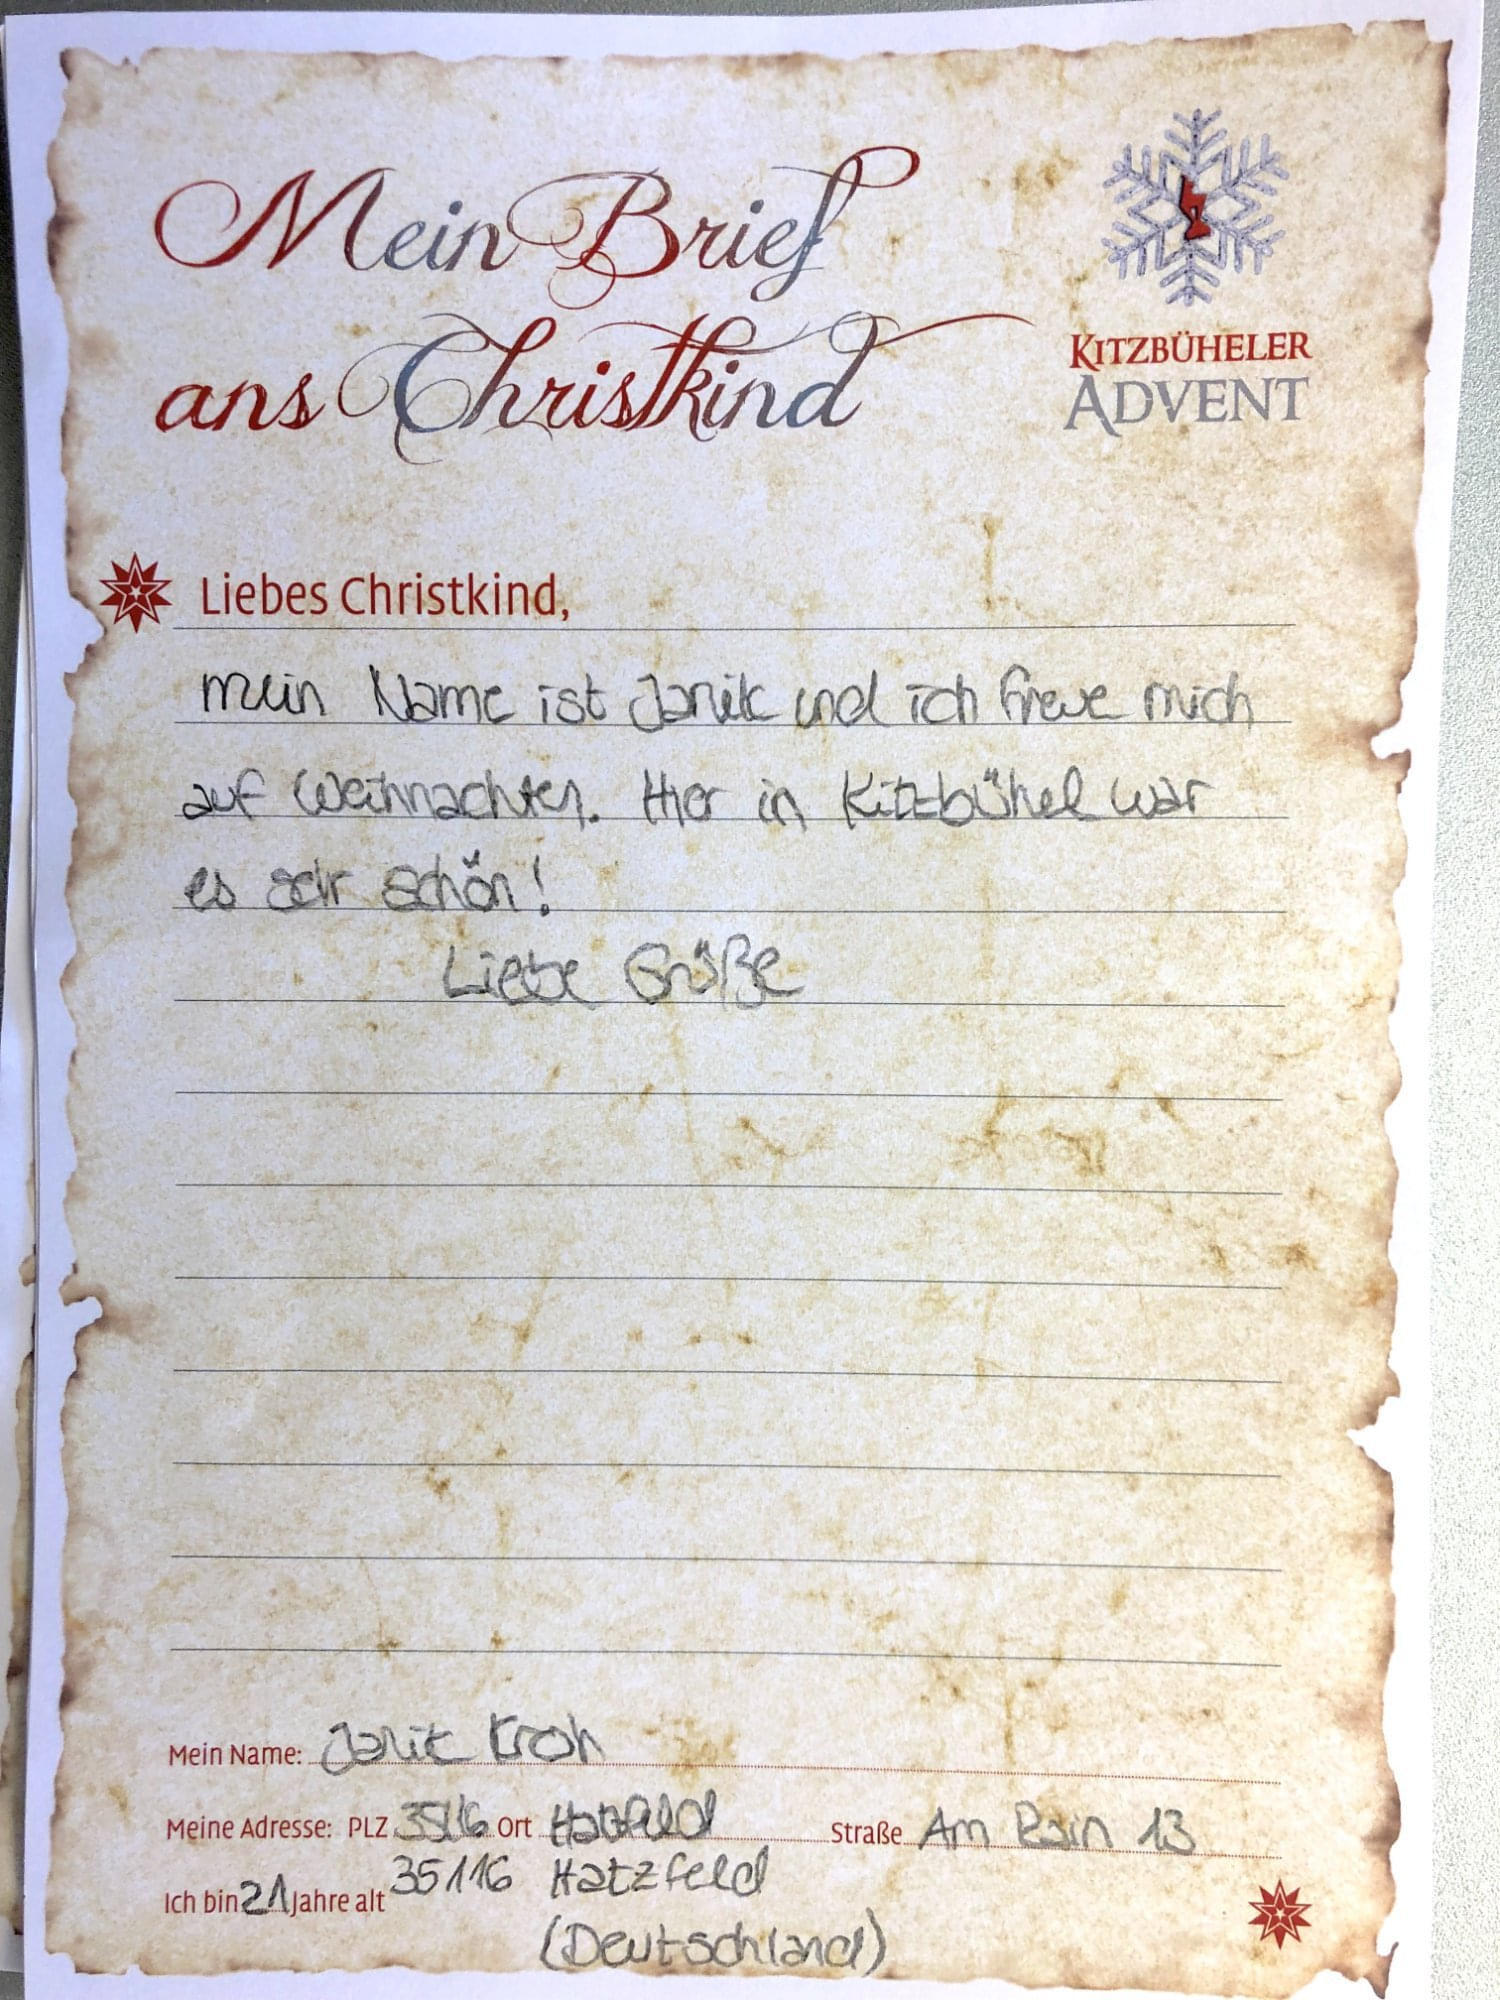 Mein Brief
ans Christkind
KITZBÜHELER
ADVENT
Liebes Christkind,
mein Name ist Janik und ich freue mich
auf Weihnachten. Hier in Kitzbühel war
es sehr schön!
Liebe Grüße
Mein Name: Janik Kroh
Meine Adresse: PLZ 35116 Ort Hatzfeld Straße Am Rain 13
35116 Hatzfeld
Ich bin 21 Jahre alt
(Deutschland)